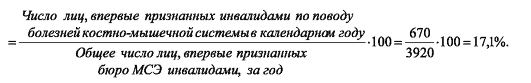 Число лиц, впервые признанных инвалидами по поводу
болезней костно-мышечной системы в календарном году
= ·100= 670/3920 ·100=17,1%.
Общее число лиц, впервые признанных
бюро МСЭ инвалидами, за год